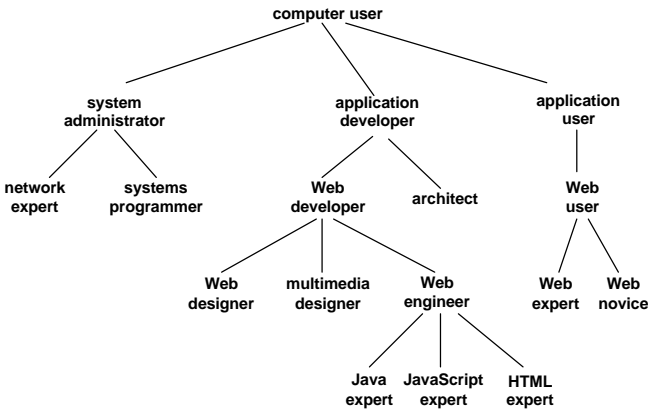 computer user
system
administrator
application
developer
application
user
network
expert
systems
programmer
Web
developer
architect
Web
user
Web
designer
multimedia
designer
Web
engineer
Web
expert
Web
novice
Java
expert
JavaScript
expert
HTML
expert